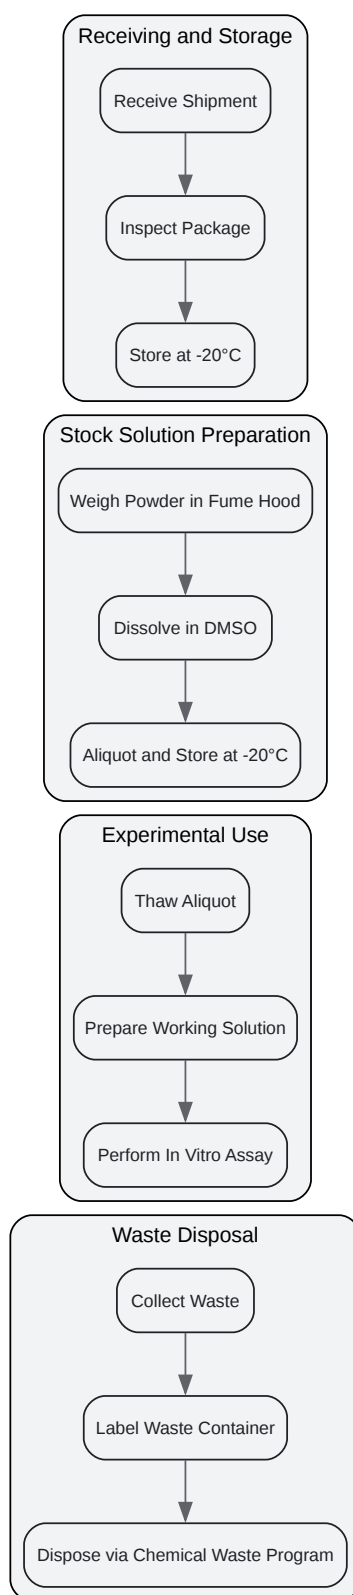 Receiving and Storage
Receive Shipment
Inspect Package
Store at -20°C
Stock Solution Preparation
Weigh Powder in Fume Hood
Dissolve in DMSO
Aliquot and Store at -20°C
Experimental Use
Thaw Aliquot
Prepare Working Solution
Perform In Vitro Assay
Waste Disposal
Collect Waste
Label Waste Container
Dispose via Chemical Waste Program